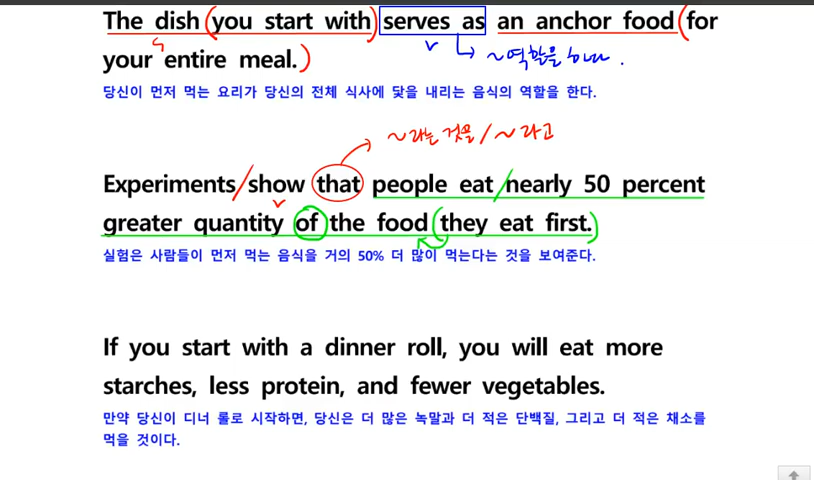 The dish (you start with) serves as an anchor food (for
your entire meal.)
~역할을 하다.
당신이 먼저 먹는 요리가 당신의 전체 식사에 닻을 내리는 음식의 역할을 한다.
~라는 것을/~라고
Experiments/show that people eat/nearly 50 percent
greater quantity of the food (they eat first.)
실험은 사람들이 먼저 먹는 음식을 거의 50% 더 많이 먹는다는 것을 보여준다.
If you start with a dinner roll, you will eat more
starches, less protein, and fewer vegetables.
만약 당신이 디너 롤로 시작하면, 당신은 더 많은 녹말과 더 적은 단백질, 그리고 더 적은 채소를
먹을 것이다.